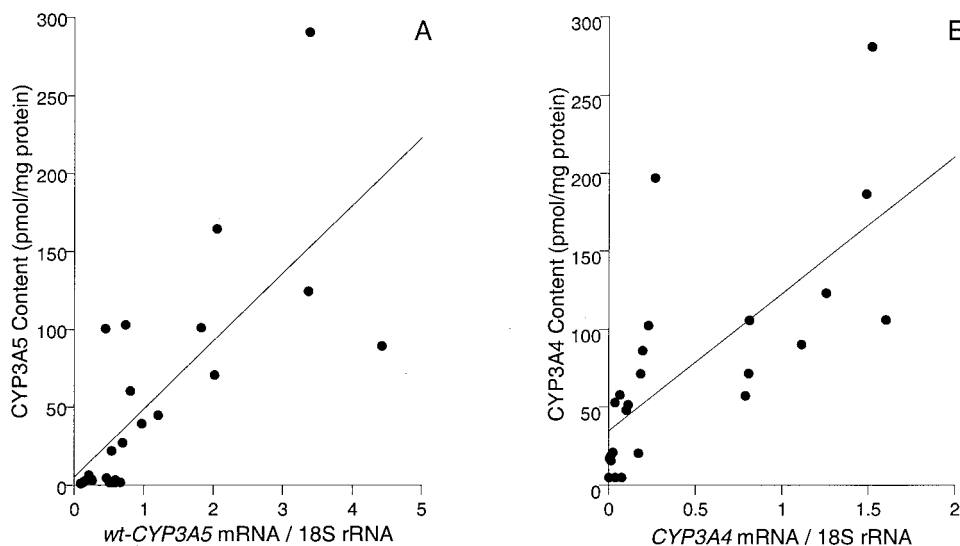 A
CYP3A5 Content (pmol/mg protein)
300
250
200
150
100
50
0
0 1 2 3 4 5
wt-CYP3A5 mRNA / 18S rRNA
CYP3A4 Content (pmol/mg protein)
300
250
200
150
100
50
0
0 0.5 1 1.5 2
CYP3A4 mRNA / 18S rRNA